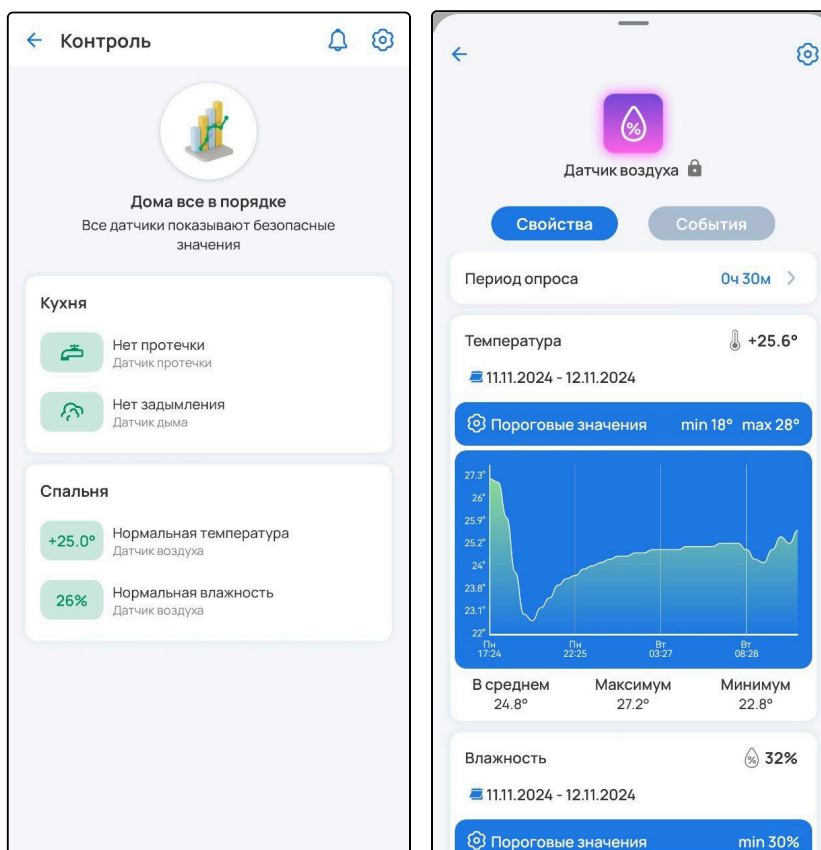 Контроль
Дома все в порядке
Все датчики показывают безопасные
значения
Кухня
Нет протечки
Датчик протечки
Нет задымления
Датчик дыма
Спальня
+25.0°
Нормальная температура
Датчик воздуха
26%
Нормальная влажность
Датчик воздуха
%
Датчик воздуха
Свойства
События
Период опроса 0ч 30м
Температура +25.6°
11.11.2024 - 12.11.2024
Пороговые значения min 18° max 28°
27.3°
26°
25.9°
25.2°
24°
23.8°
23.1°
22°
Пн Пн Вт Вт
17:24 22:25 03:27 08:28
В среднем Максимум Минимум
24.8° 27.2° 22.8°
Влажность % 32%
11.11.2024 - 12.11.2024
Пороговые значения min 30%